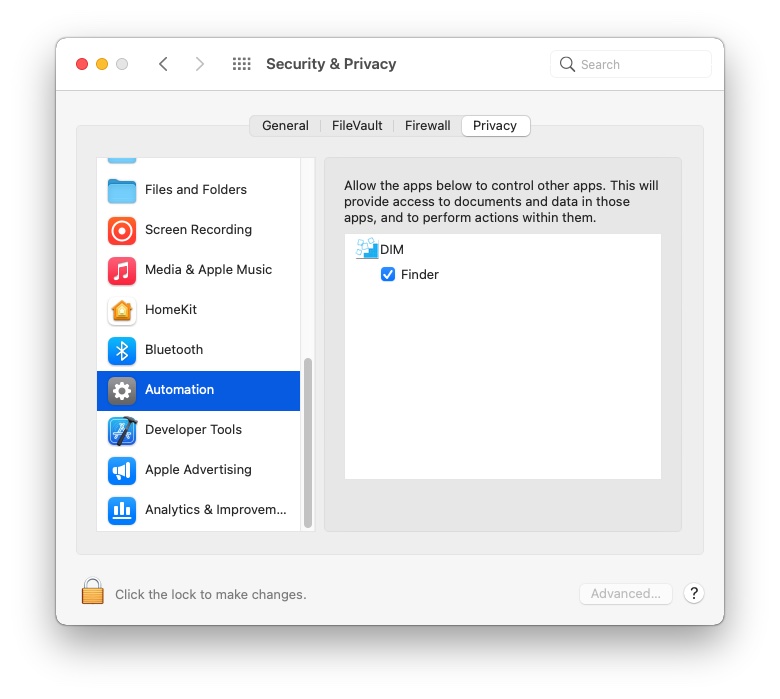 Security & Privacy
Search
General
FileVault
Firewall
Privacy
Files and Folders
Screen Recording
Media & Apple Music
HomeKit
Bluetooth
Automation
Developer Tools
Apple Advertising
Analytics & Improvem...
Allow the apps below to control other apps. This will
provide access to documents and data in those
apps, and to perform actions within them.
DIM
Finder
Click the lock to make changes.
Advanced...
?